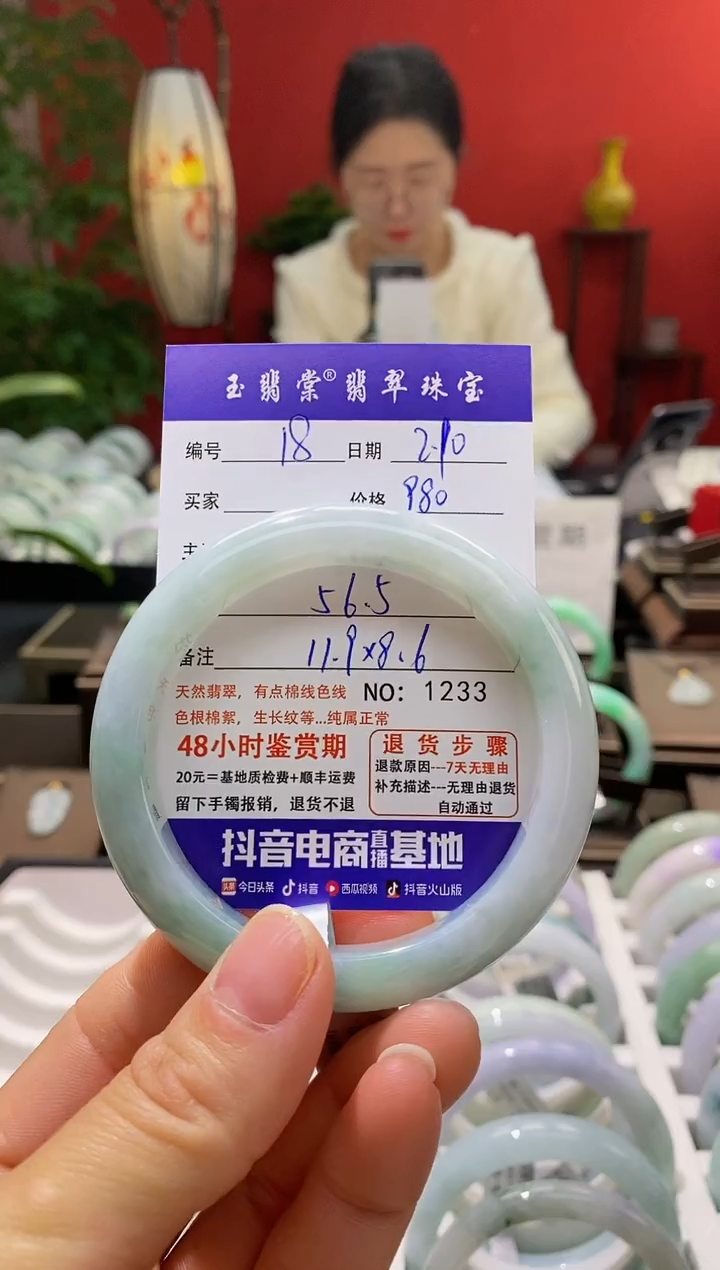 玉翡棠® 翡翠珠宝
编号 18 日期 2.10
买家 价格 980
56.5
备注 11.9×8.6
天然翡翠，有点棉线色线 NO: 1233
色根棉絮，生长纹等...纯属正常
48小时鉴赏期
20元=基地质检费+顺丰运费
留下手镯报销，退货不退
退货步骤
退款原因---7天无理由
补充描述---无理由退货
自动通过
抖音电商直播基地
头条 今日头条 抖音 西瓜视频 抖音火山版